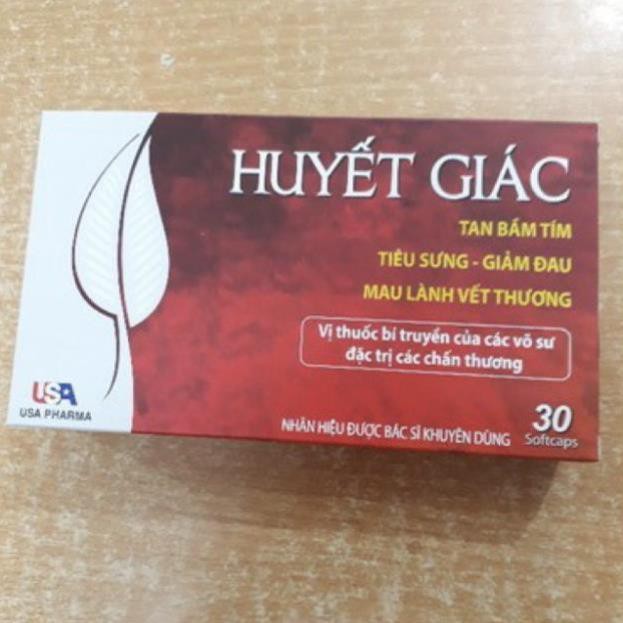 HUYẾT GIÁC
TAN BẦM TÍM
TIÊU SƯNG - GIẢM ĐAU
MAU LÀNH VẾT THƯƠNG
Vị thuốc bí truyền của các võ sư
đặc trị các chấn thương
USA
USA PHARMA
NHÃN HIỆU ĐƯỢC BÁC SĨ KHUYÊN DÙNG
30
Softcaps